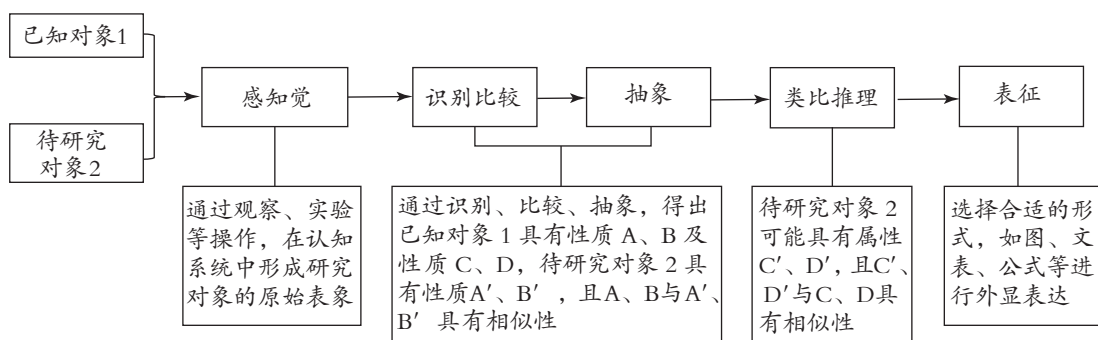 已知对象1
待研究
对象2
感知觉
识别比较
抽象
类比推理
表征
通过观察、实验
等操作，在认知
系统中形成研究
对象的原始表象
通过识别、比较、抽象，得出
已知对象 1 具有性质 A、B 及
性质 C、D，待研究对象 2 具
有性质A′、B′ ，且A、B与A′、
B′ 具有相似性
待研究对象 2
可能具有属性
C′、D′，且C′、
D′与C、D具
有相似性
选择合适的形
式，如图、文
表、公式等进
行外显表达